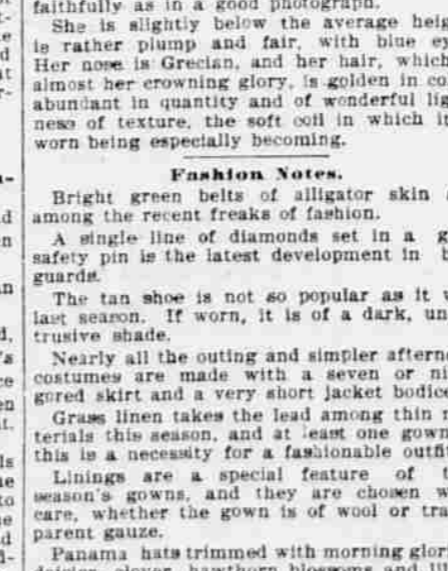 faithfully as in a good photograph.
She is slightly below the average heig
is rather plump and fair, with blue ey
Her nose is Grecian, and her hair, which
almost her crowning glory, is golden in co
abundant in quantity and of wonderful lig
ness of texture, the soft coil in which it
worn being especially becoming.
Fashion Notes.
Bright green belts of alligator skin
among the recent freaks of fashion.
A single line of diamonds set in a g
safety pin is the latest development in
guards.
The tan shoe is not so popular as it
last season. If worn, it is of a dark, un
trusive shade.
Nearly all the outing and simpler afterno
costumes are made with a seven or ni
gored skirt and a very short jacket bodice
Grass linen takes the lead among thin
terials this season, and at least one gown
this is a necessity for a fashionable outfi
Linings are a special feature of
season's gowns, and they are chosen w
care, whether the gown is of wool or tra
parent gauze.
Panama hats trimmed with morning glori
clover, hawthorn blossoms and